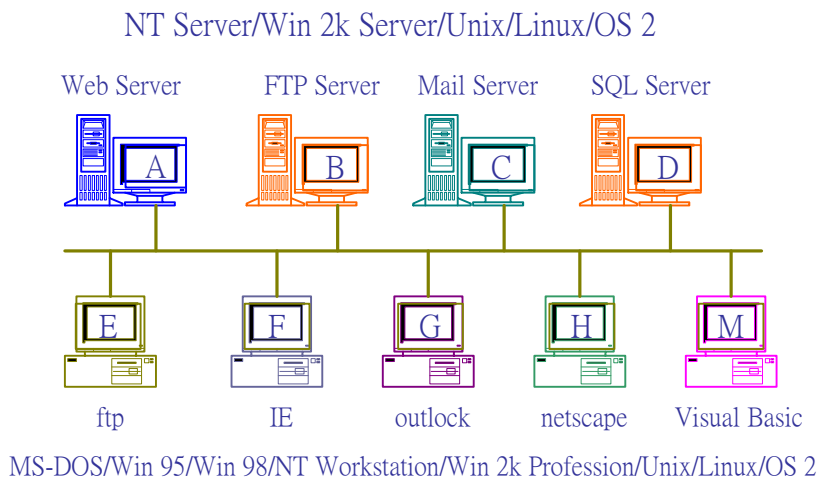 NT Server/Win 2k Server/Unix/Linux/OS 2
Web Server FTP Server Mail Server SQL Server
A B C D
E F G H M
ftp IE outlock netscape Visual Basic
MS-DOS/Win 95/Win 98/NT Workstation/Win 2k Profession/Unix/Linux/OS 2